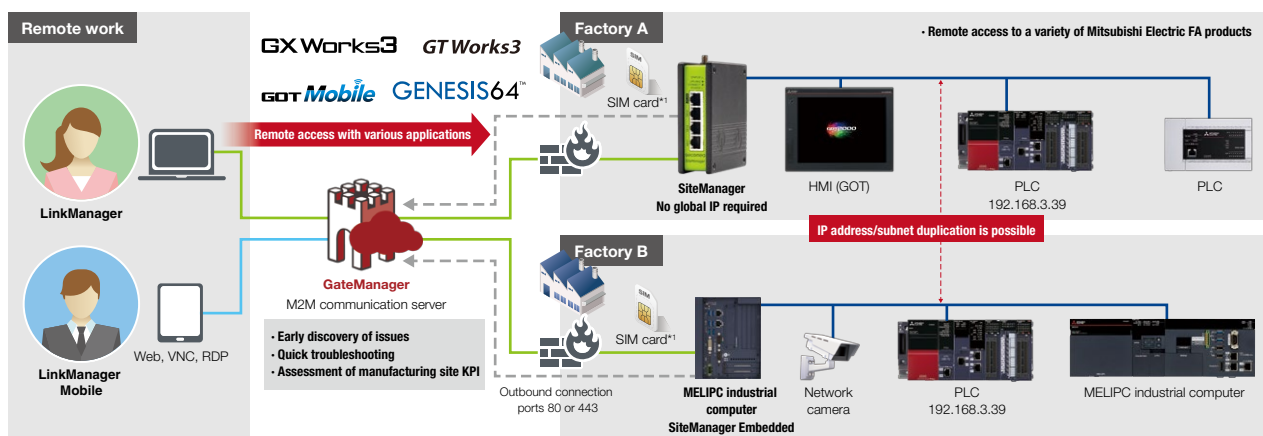 Remote work
LinkManager
LinkManager
Mobile
Web, VNC, RDP
GX Works3
GT Works3
GOT Mobile
GENESIS64™
Remote access with various applications
GateManager
M2M communication server
· Early discovery of issues
· Quick troubleshooting
· Assessment of manufacturing site KPI
Outbound connection
ports 80 or 443
Factory A
· Remote access to a variety of Mitsubishi Electric FA products
SIM
SIM card*1
SiteManager
No global IP required
GOT2000
HMI (GOT)
PLC
192.168.3.39
PLC
IP address/subnet duplication is possible
Factory B
SIM
SIM card*1
MELIPC industrial
computer
SiteManager Embedded
Network
camera
PLC
192.168.3.39
MELIPC industrial computer